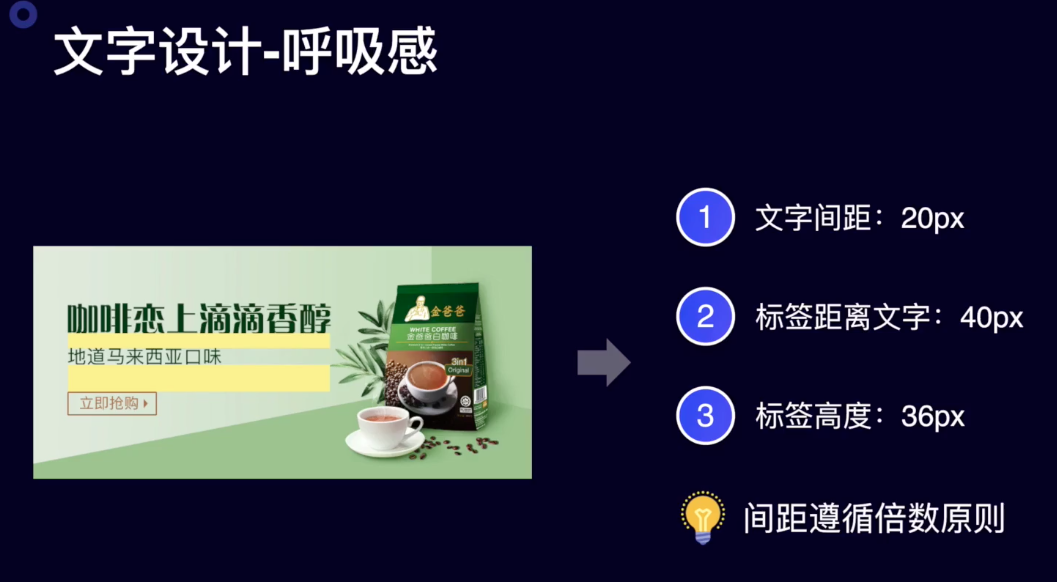 文字设计-呼吸感
咖啡恋上滴滴香醇
地道马来西亚口味
立即抢购
金爸爸
WHITE COFFEE
金爸爸白咖啡
3in1
Original
1 文字间距：20px
2 标签距离文字：40px
3 标签高度：36px
间距遵循倍数原则